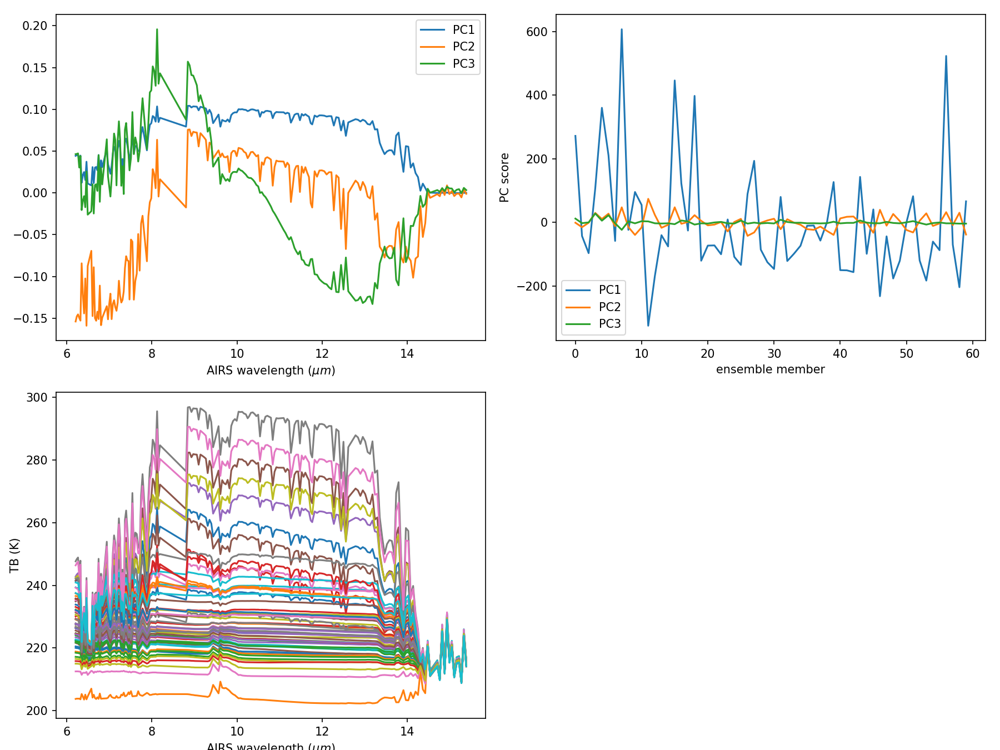 0.20
0.15
0.10
0.05
0.00
−0.05
−0.10
−0.15
6 8 10 12 14
AIRS wavelength (μm)
PC1
PC2
PC3
PC score
600
400
200
0
−200
0 10 20 30 40 50 60
ensemble member
PC1
PC2
PC3
TB (K)
300
280
260
240
220
200
6 8 10 12 14
AIRS wavelength (μm)